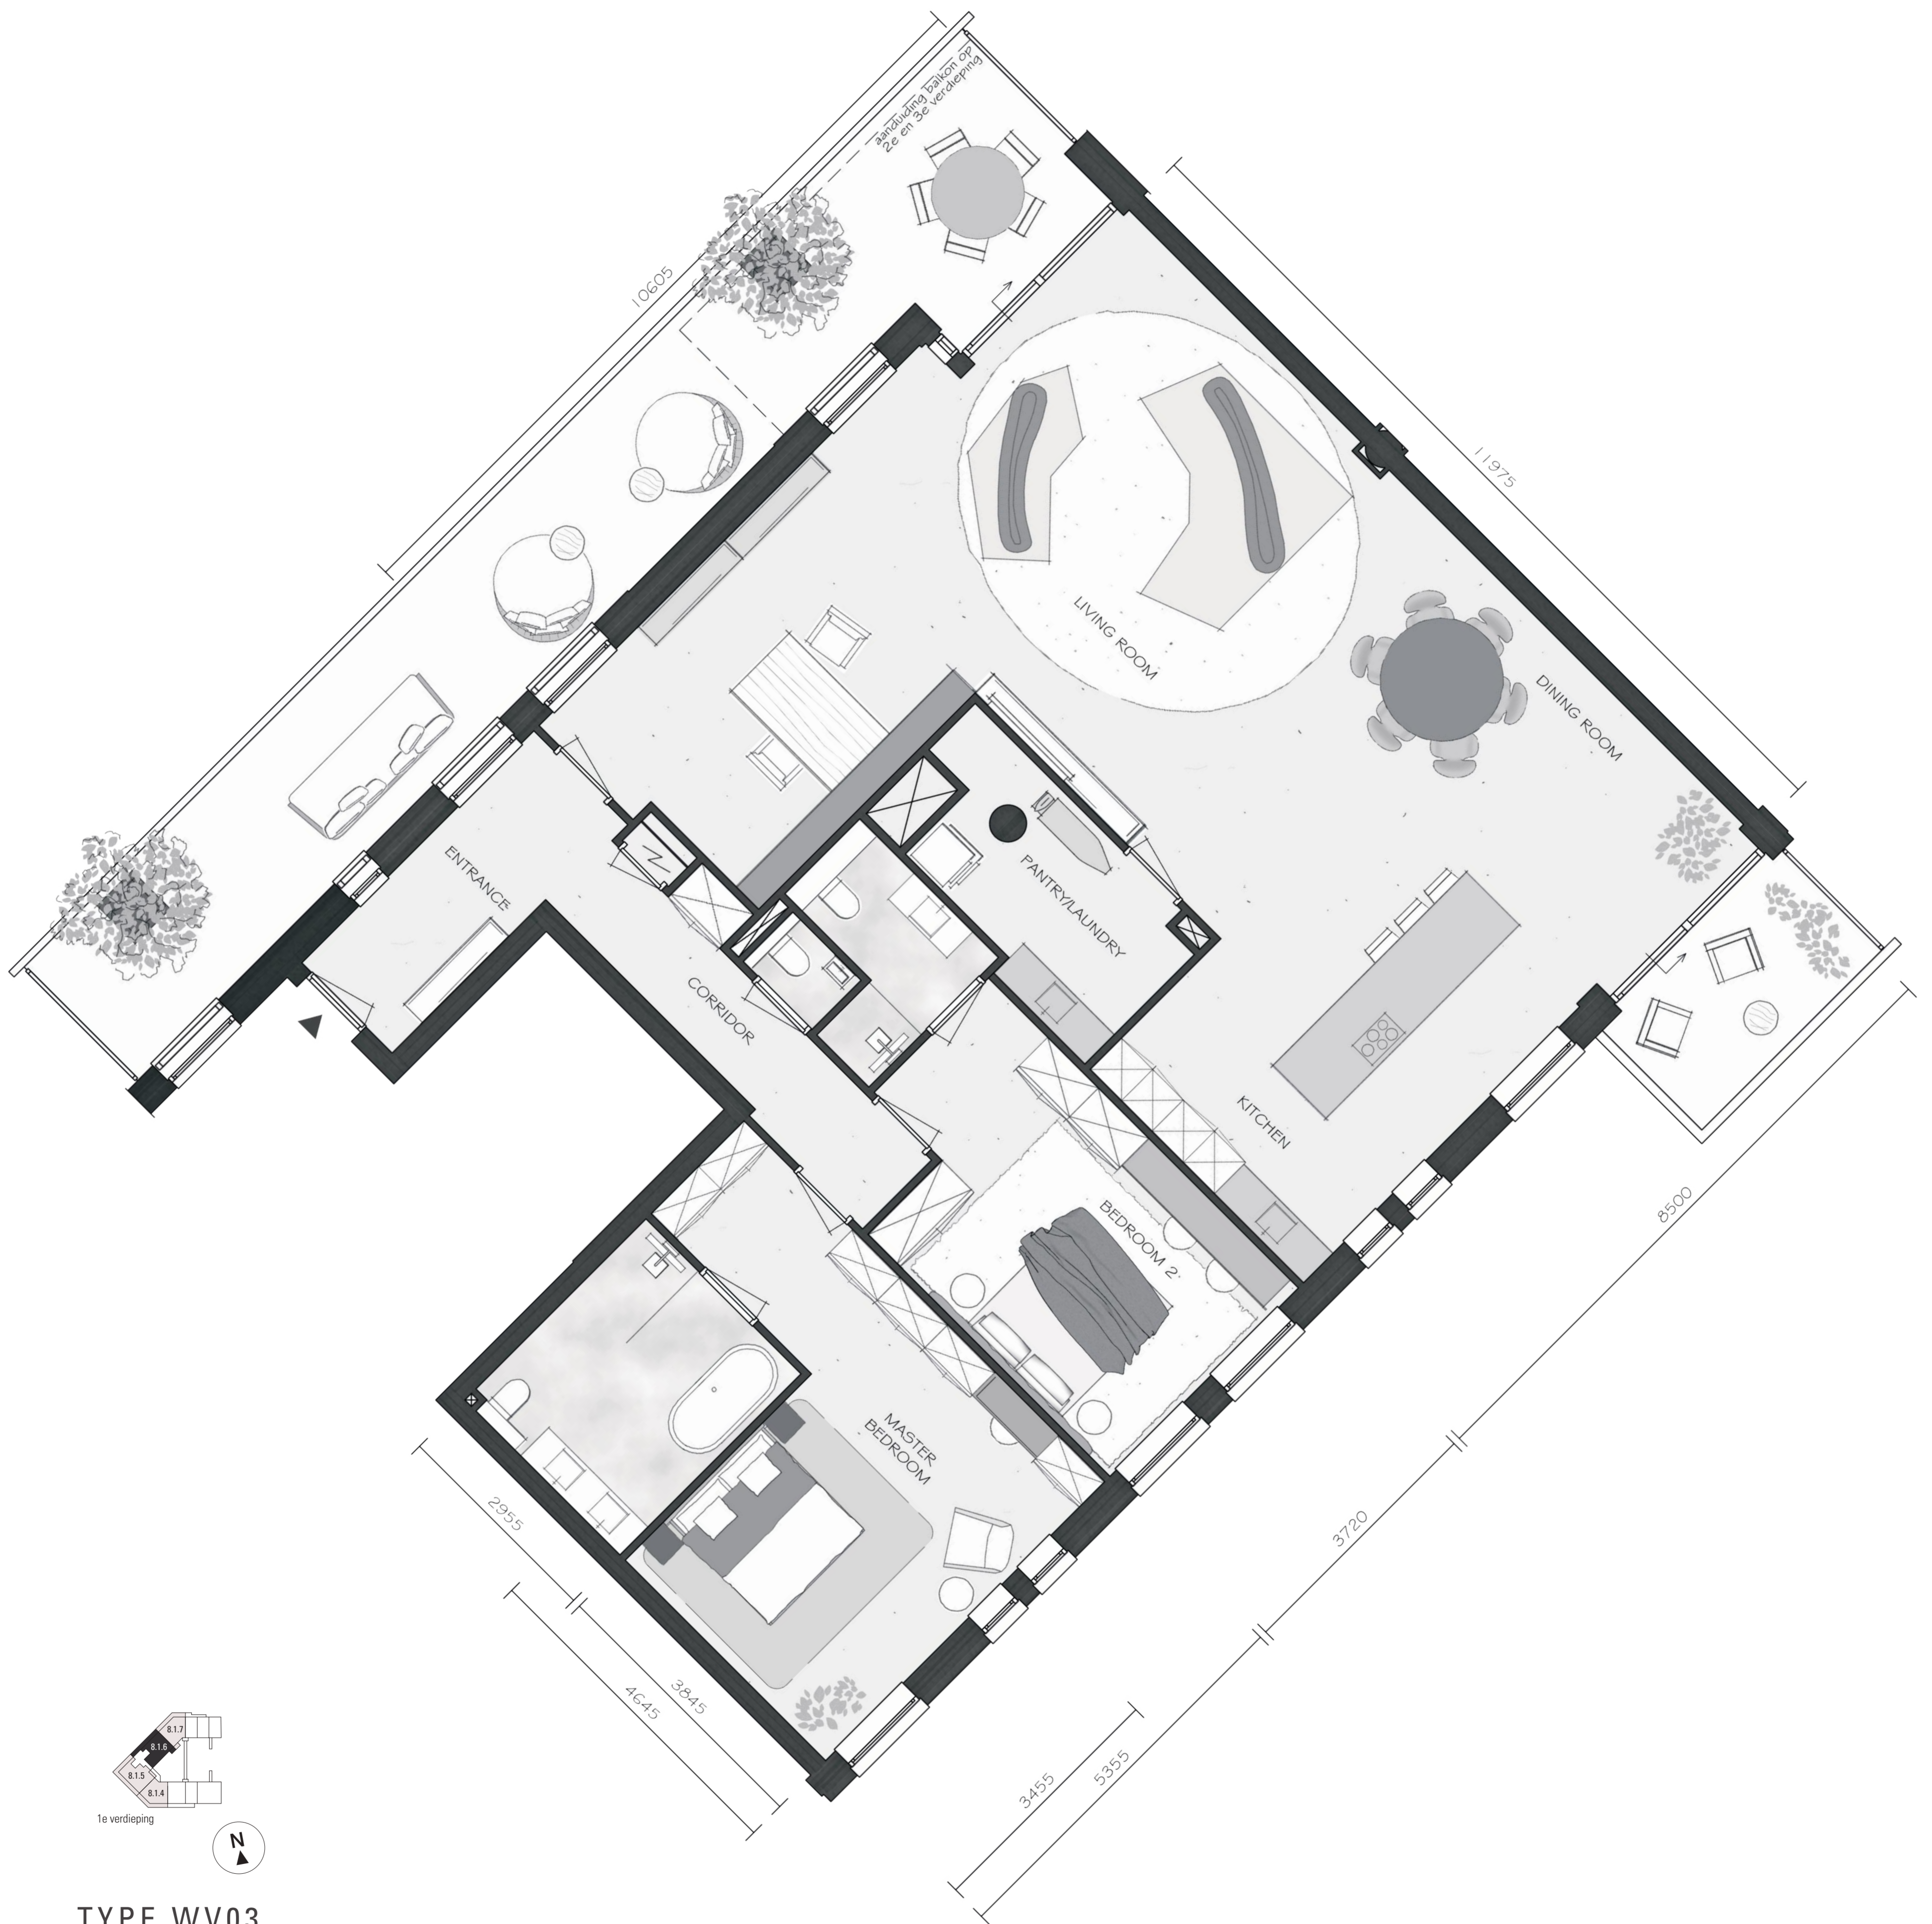 aanduiding balkon op
2e en 3e verdieping
10605
11975
LIVING ROOM
DINING ROOM
ENTRANCE
PANTRY/LAUNDRY
CORRIDOR
KITCHEN
BEDROOM 2
MASTER
BEDROOM
8500
3720
2955
3845
4645
3455
5355
8.1.7
8.1.6
8.1.5
8.1.4
1e verdieping
N
TYPE WV03